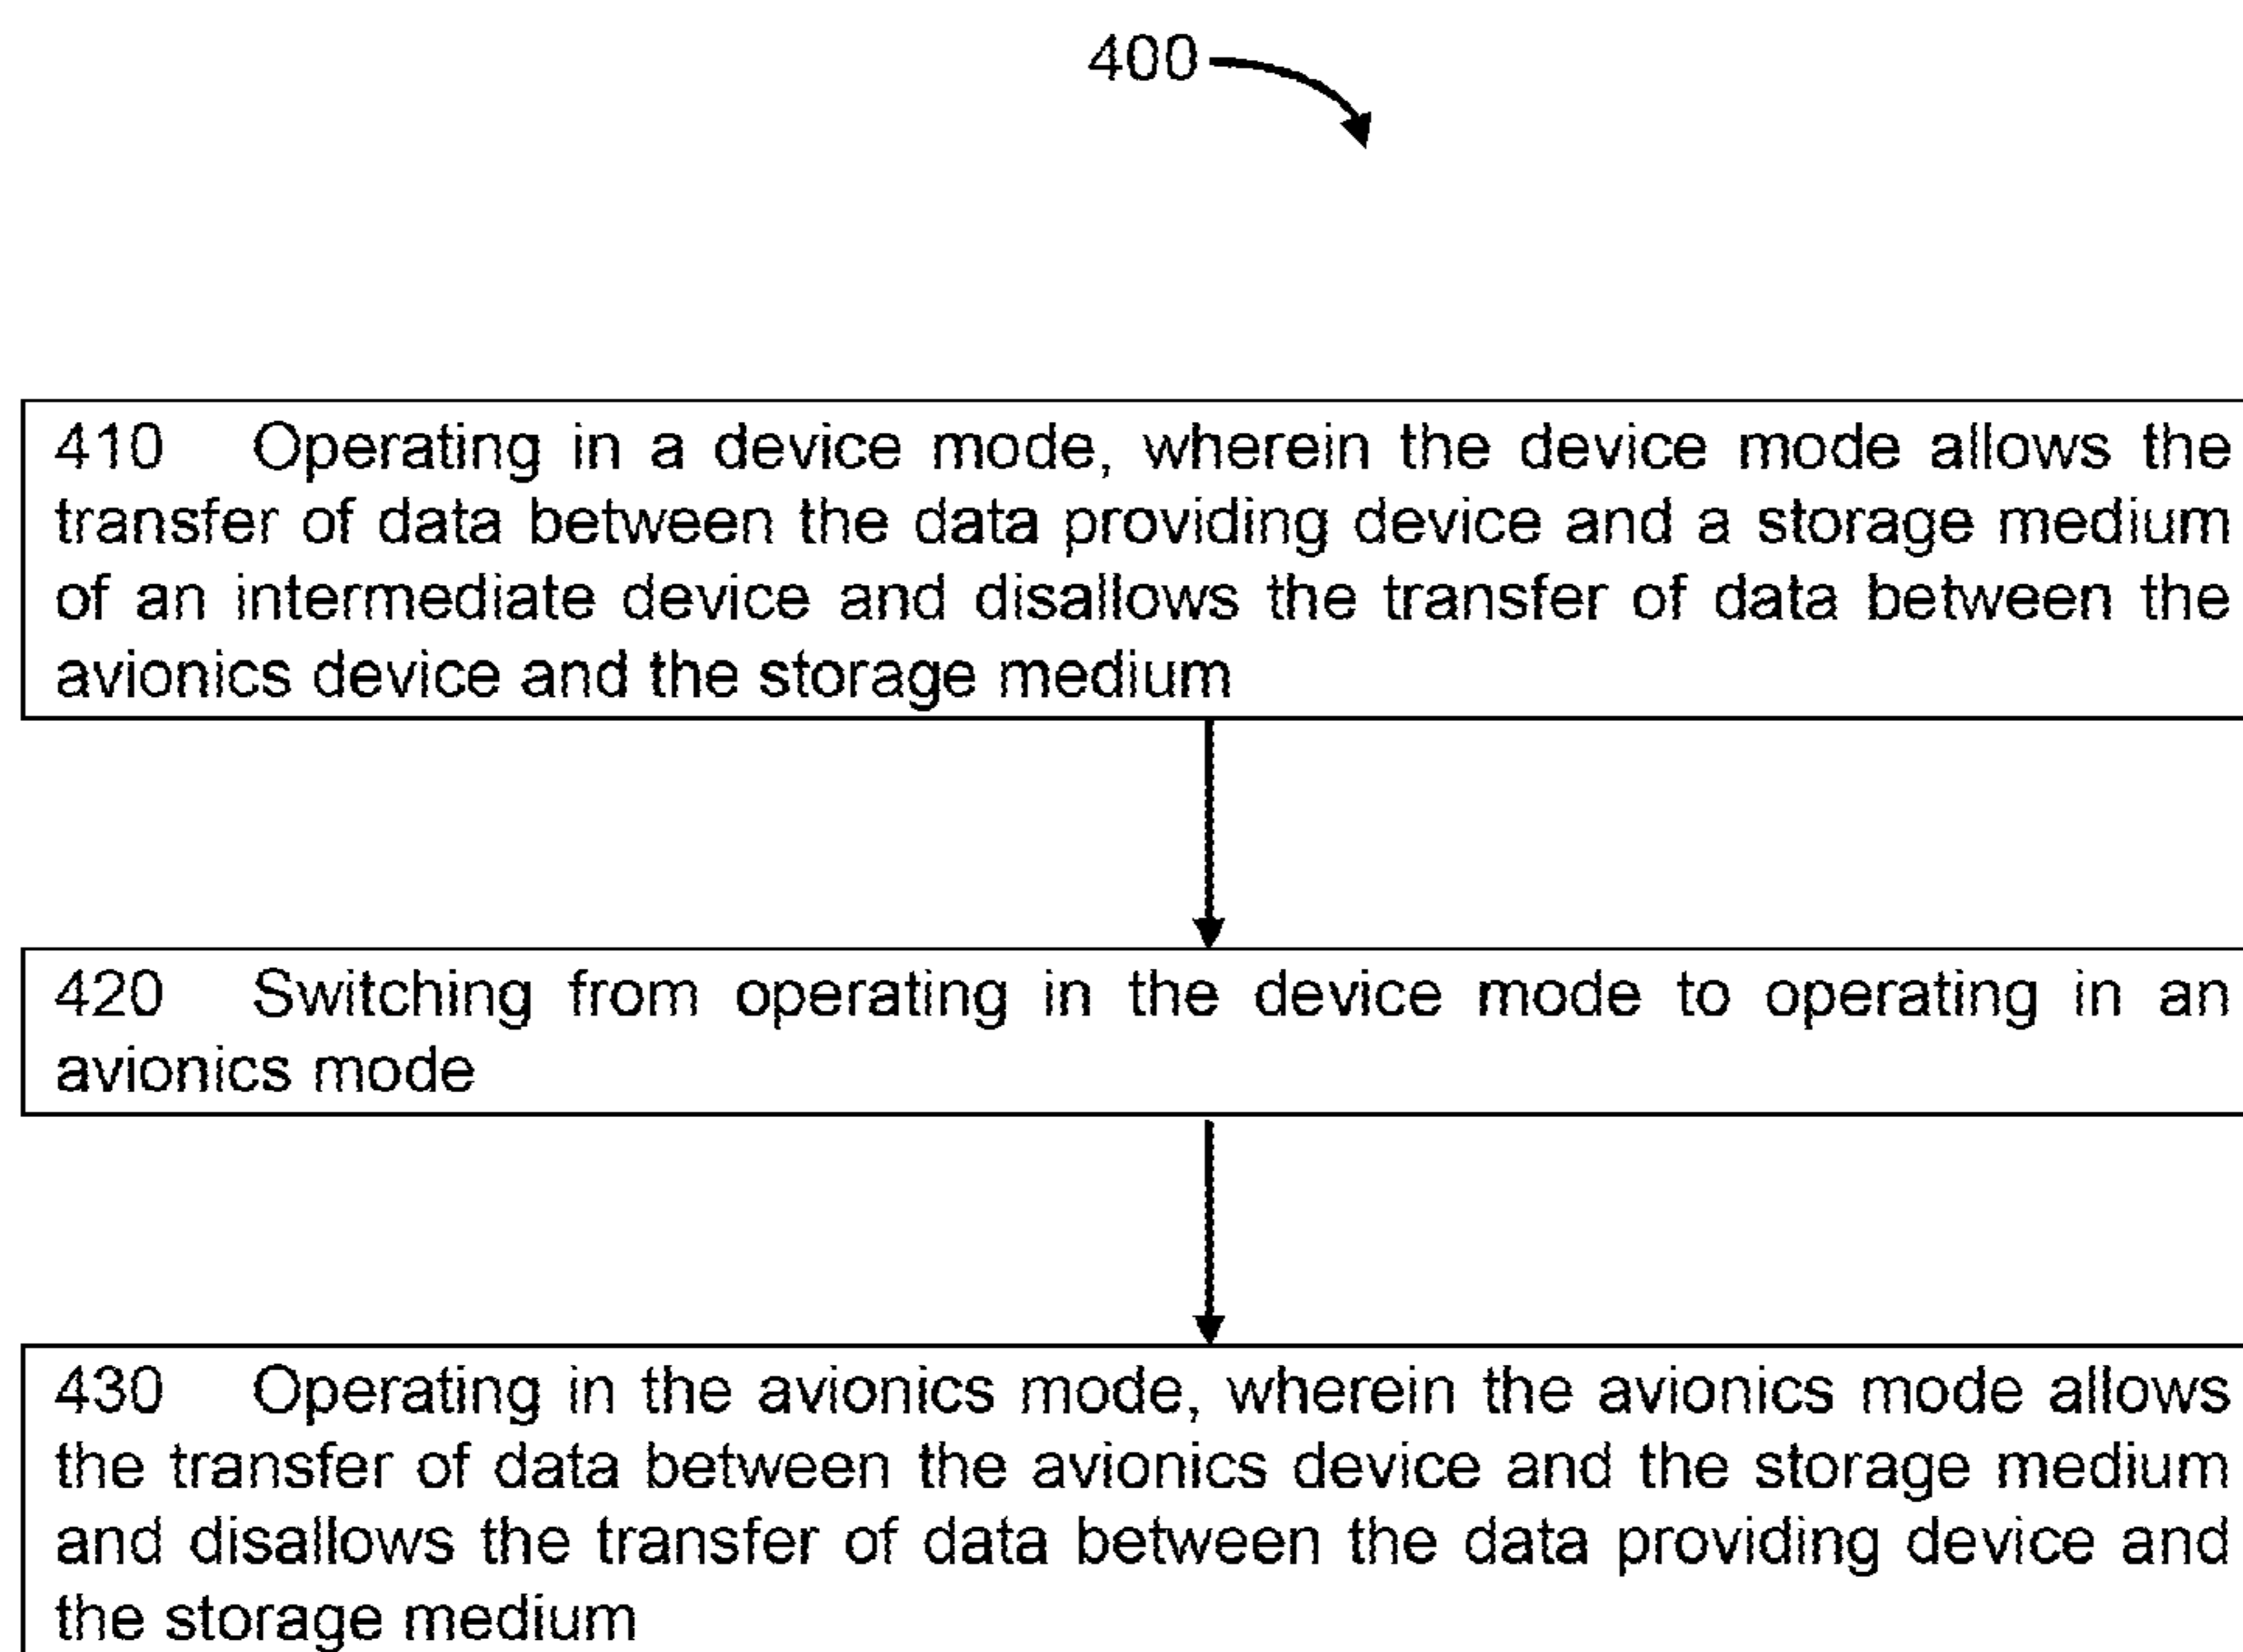 400
410 Operating in a device mode, wherein the device mode allows the
transfer of data between the data providing device and a storage medium
of an intermediate device and disallows the transfer of data between the
avionics device and the storage medium
420 Switching from operating in the device mode to operating in an
avionics mode
430 Operating in the avionics mode, wherein the avionics mode allows
the transfer of data between the avionics device and the storage medium
and disallows the transfer of data between the data providing device and
the storage medium